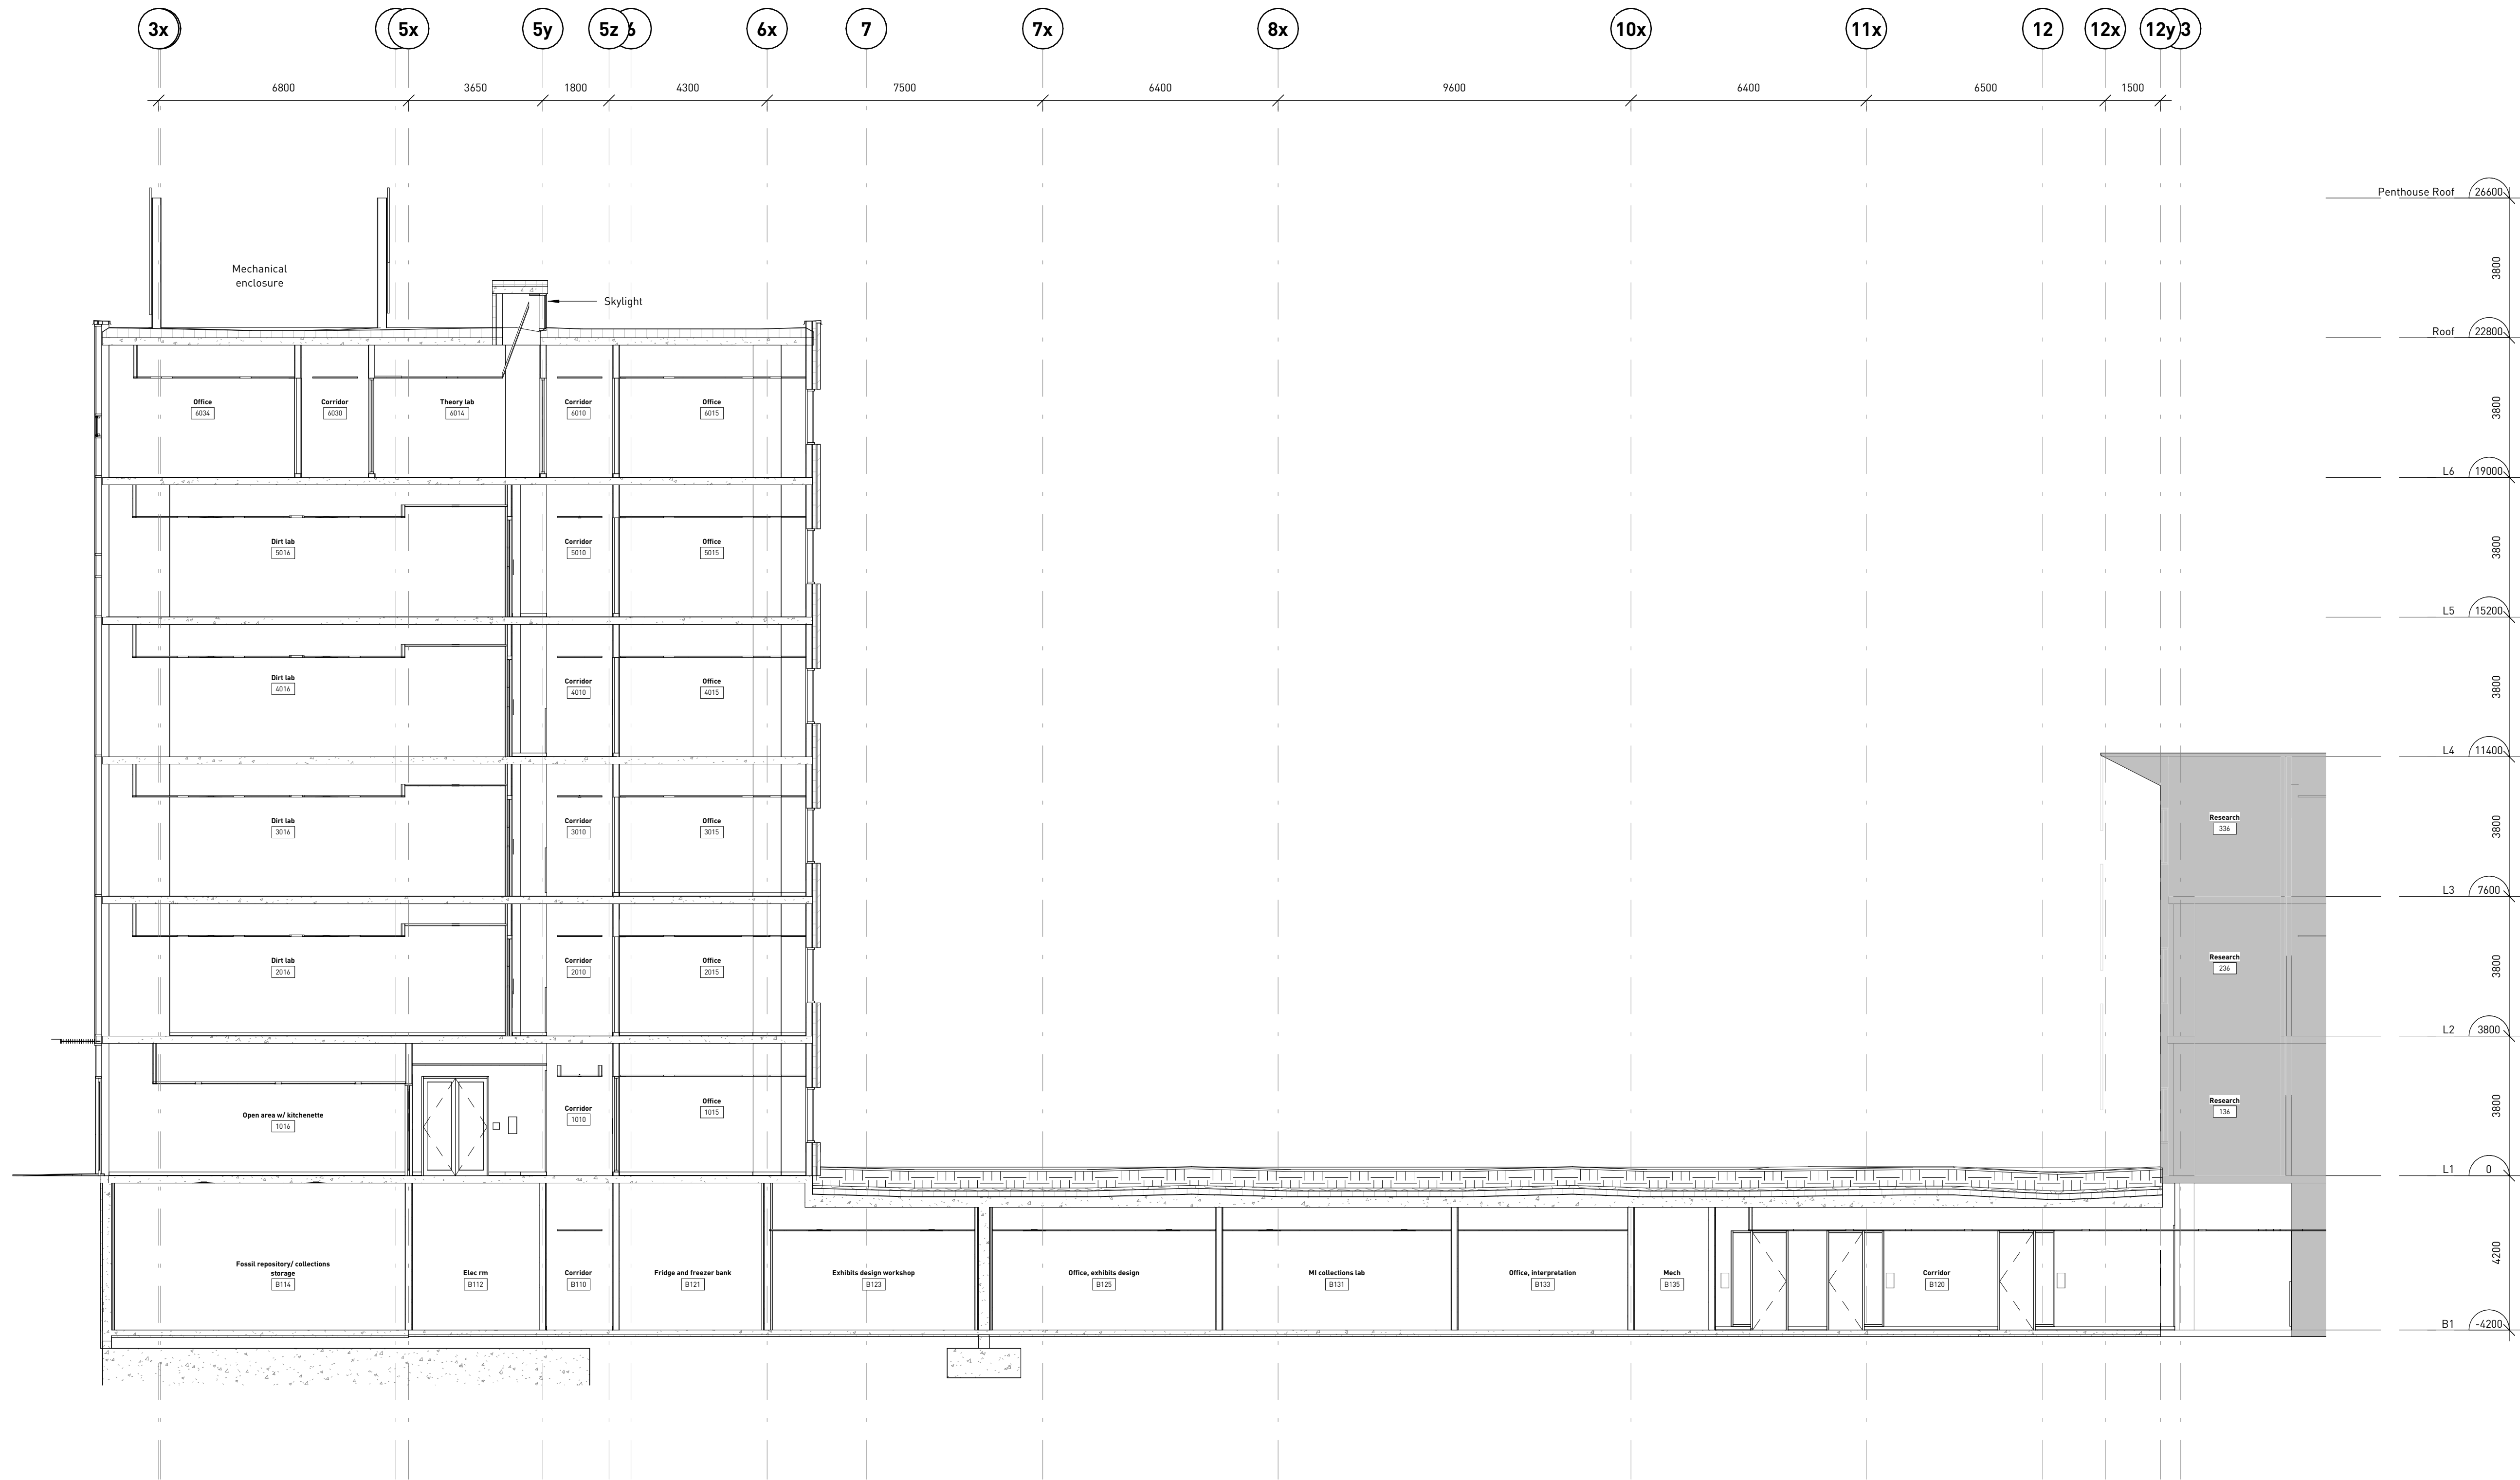 3x
5x
5y
5z
6
6x
7
7x
8x
10x
11x
12
12x
12y
3
6800
3650
1800
4300
7500
6400
9600
6400
6500
1500
Penthouse Roof 26600
3800
Mechanical
enclosure
Skylight
Roof 22800
3800
Office
6034
Corridor
6030
Theory lab
6014
Corridor
6010
Office
6015
L6 19000
3800
Dirt lab
5016
Corridor
5010
Office
5015
L5 15200
3800
Dirt lab
4016
Corridor
4010
Office
4015
L4 11400
3800
Dirt lab
3016
Corridor
3010
Office
3015
Research
336
L3 7600
3800
Dirt lab
2016
Corridor
2010
Office
2015
Research
236
L2 3800
3800
Open area w/ kitchenette
1016
Corridor
1010
Office
1015
Research
136
L1 0
4200
Fossil repository/ collections
storage
B114
Elec rm
B112
Corridor
B110
Fridge and freezer bank
B121
Exhibits design workshop
B123
Office, exhibits design
B125
MI collections lab
B131
Office, interpretation
B133
Mech
B135
Corridor
B120
B1 -4200